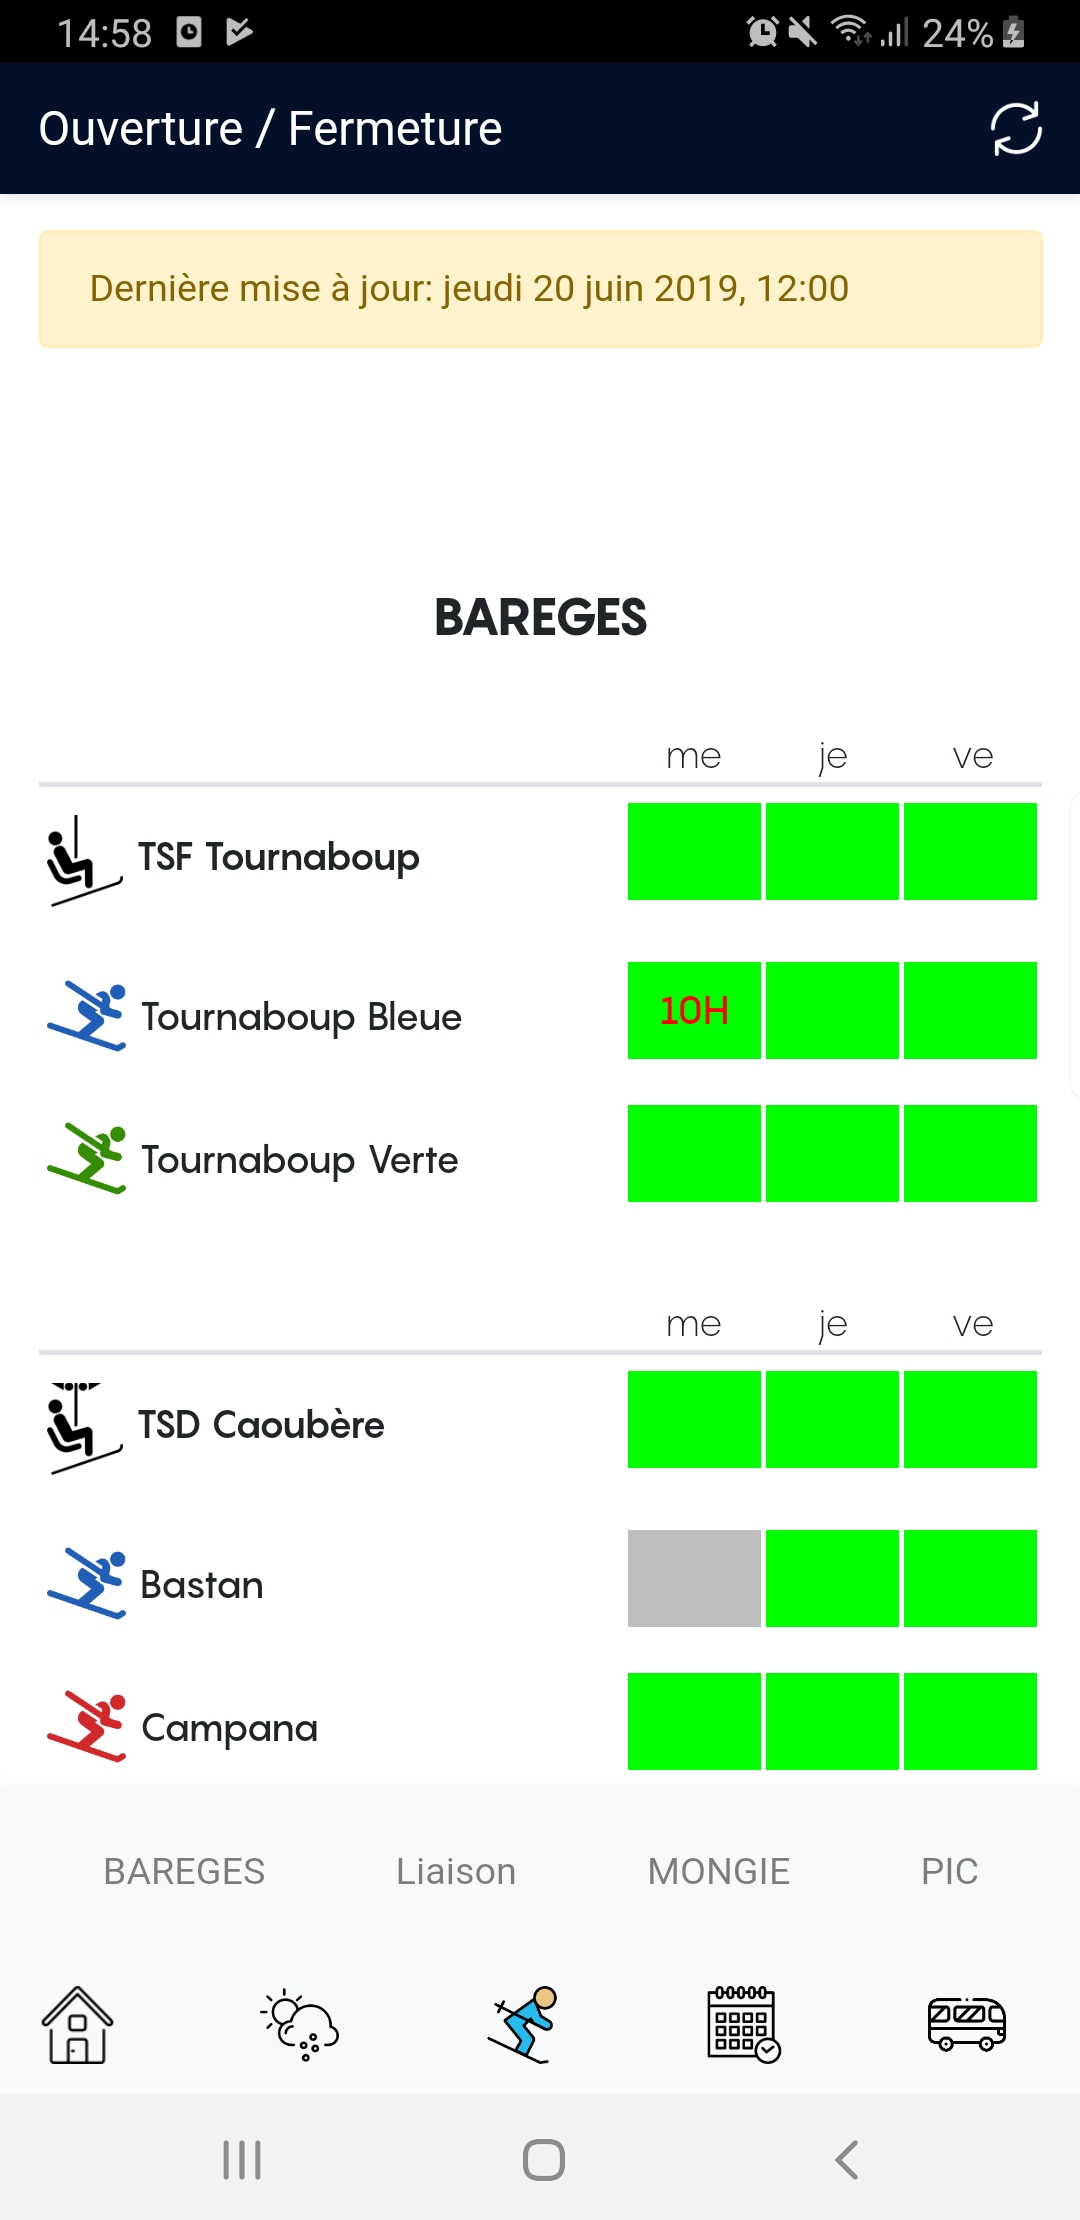 14:58 24%
Ouverture / Fermeture
Dernière mise à jour: jeudi 20 juin 2019, 12:00
BAREGES
me je ve
TSF Tournaboup
Tournaboup Bleue 10H
Tournaboup Verte
me je ve
TSD Caoubère
Bastan
Campana
BAREGES Liaison MONGIE PIC